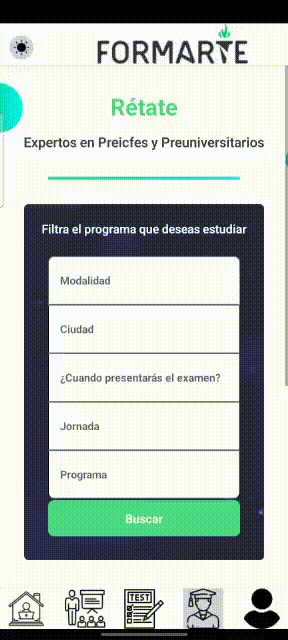 FORMARTE
Rétate
Expertos en Preicfes y Preuniversitarios
Filtra el programa que deseas estudiar
Modalidad
Ciudad
¿Cuando presentarás el examen?
Jornada
Programa
Buscar
TEST